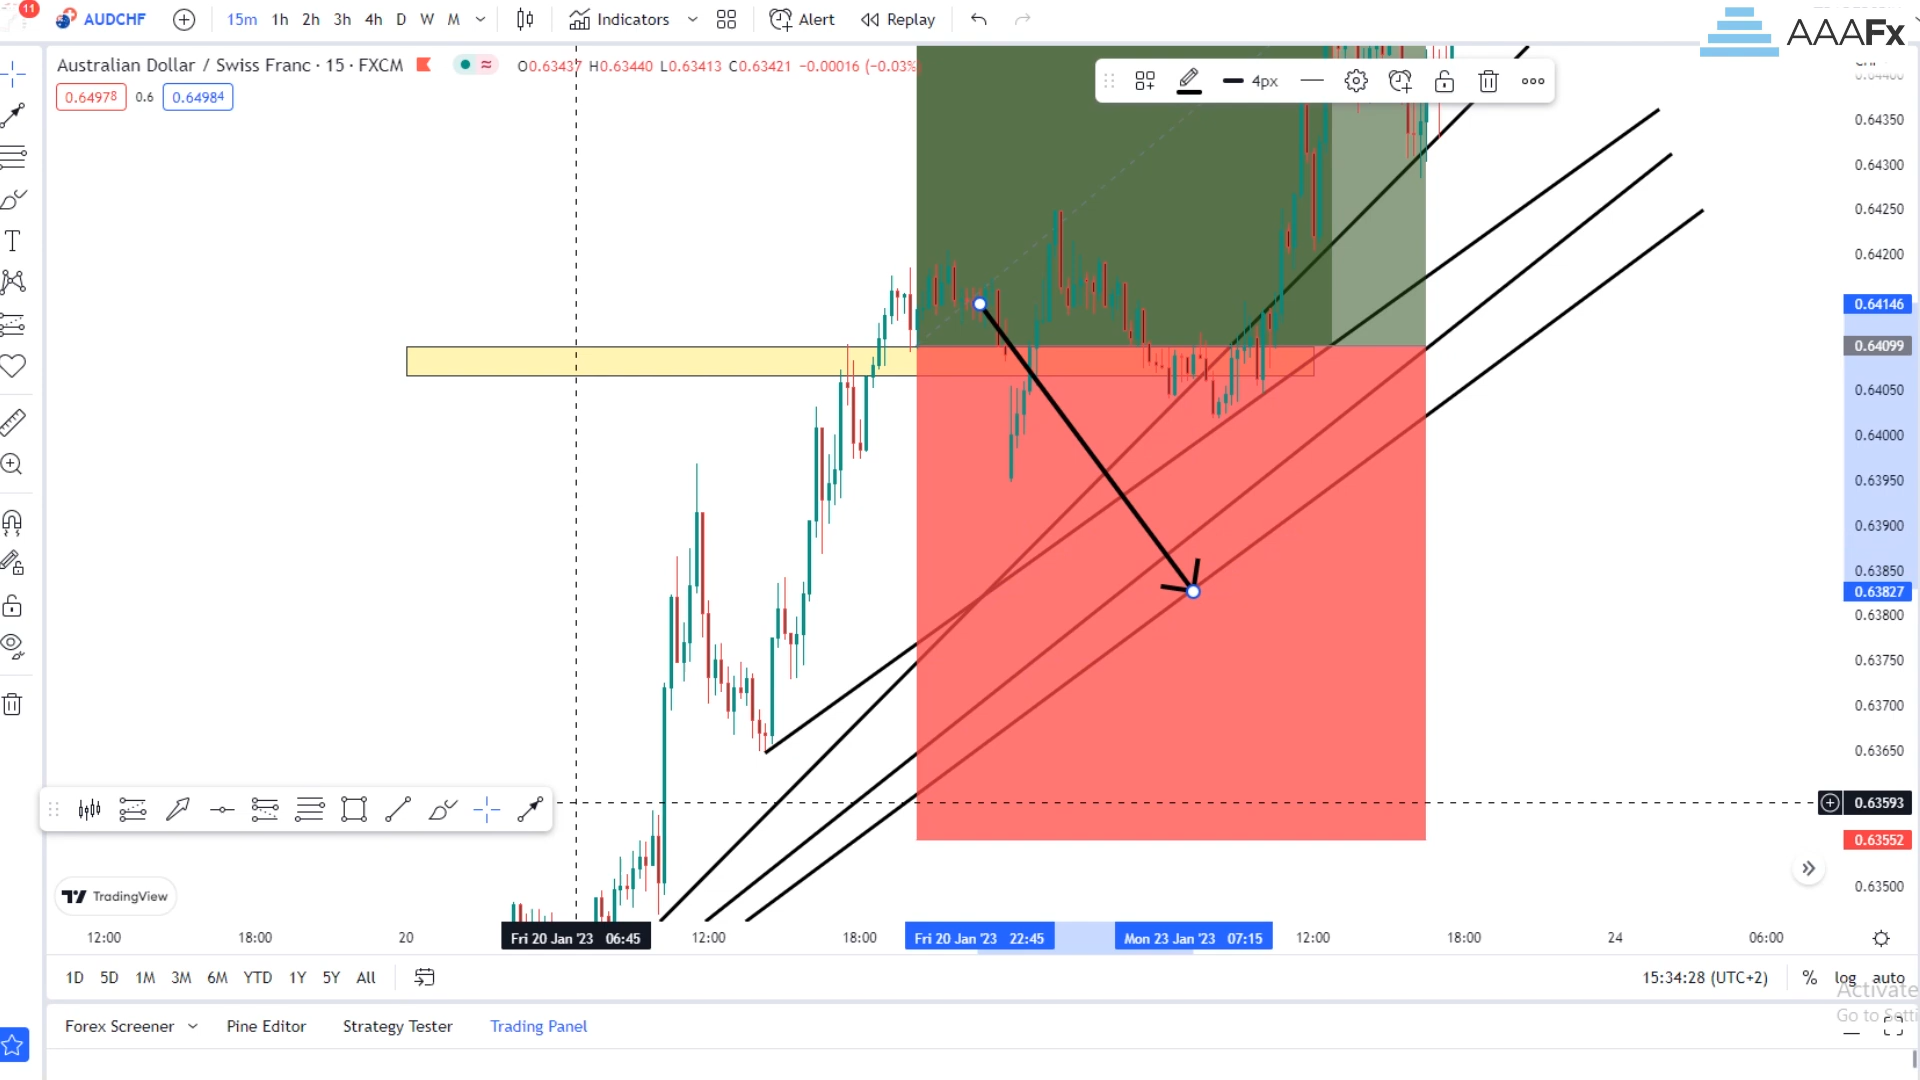 11
AUDCHF 15m 1h 2h 3h 4h D W M Indicators Alert Replay
AAAFx
Australian Dollar / Swiss Franc · 15 · FXCM O0.63437 H0.63440 L0.63413 C0.63421 −0.00016 (−0.03%)
0.64978 0.6 0.64984
4px
0.64400
0.64350
0.64300
0.64250
0.64200
0.64146
0.64099
0.64050
0.64000
0.63950
0.63900
0.63850
0.63827
0.63800
0.63750
0.63700
0.63650
0.63593
0.63552
0.63500
TradingView
12:00 18:00 20 Fri 20 Jan '23 06:45 12:00 18:00 Fri 20 Jan '23 22:45 Mon 23 Jan '23 07:15 12:00 18:00 24 06:00
1D 5D 1M 3M 6M YTD 1Y 5Y All 15:34:28 (UTC+2) % log auto
Activate
Go to Setti
Forex Screener Pine Editor Strategy Tester Trading Panel